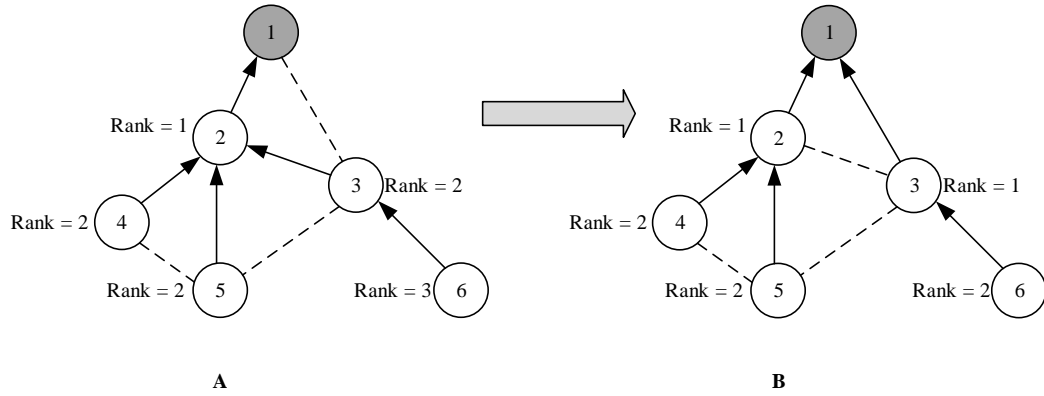 1
Rank = 1
2
3
Rank = 2
Rank = 2
4
Rank = 2
5
Rank = 3
6
A
1
Rank = 1
2
3
Rank = 1
Rank = 2
4
Rank = 2
5
Rank = 2
6
B